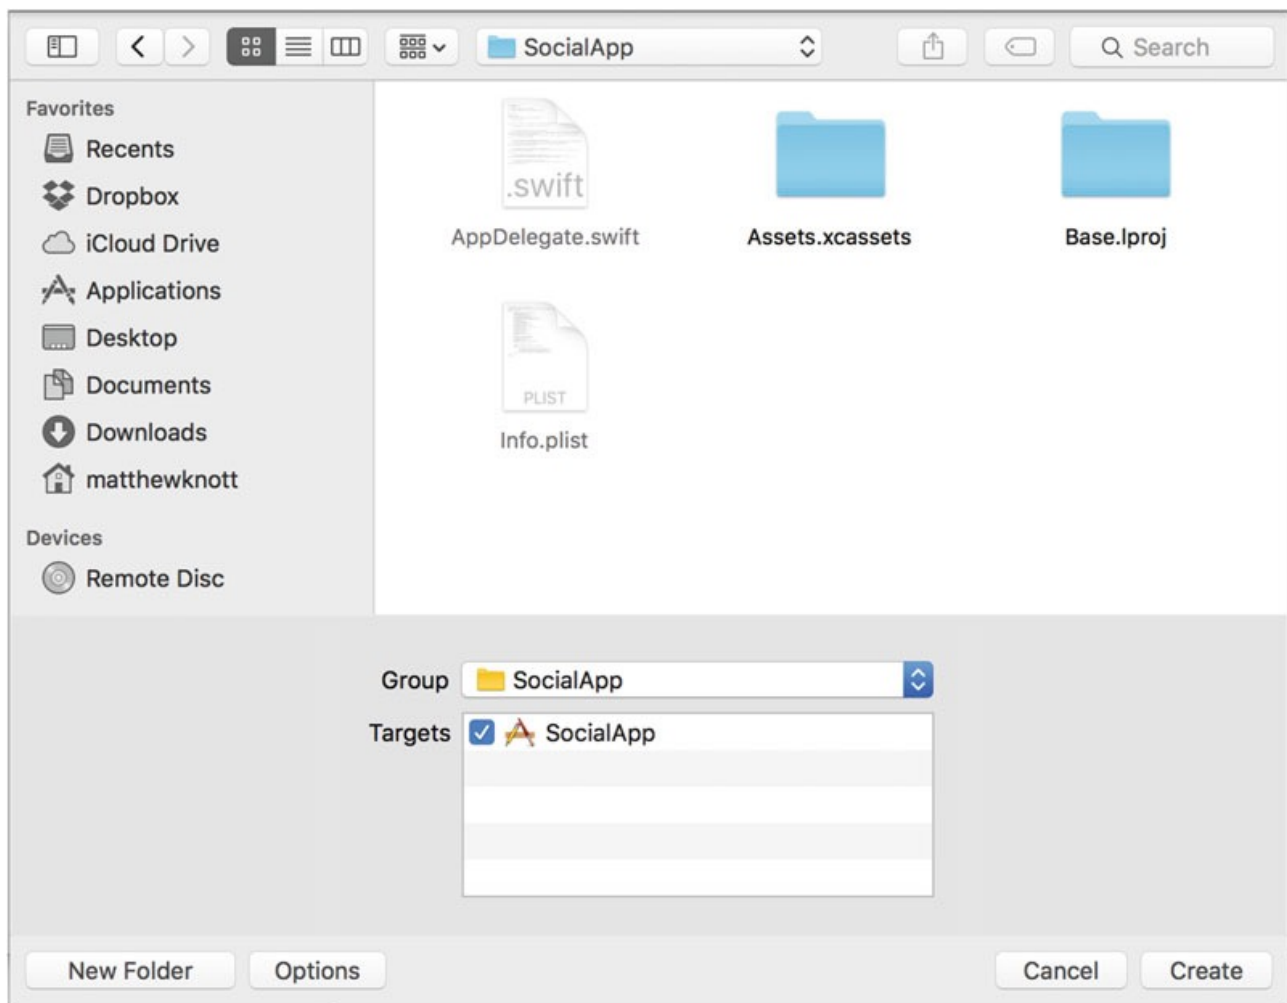 SocialApp
Search
Favorites
Recents
Dropbox
iCloud Drive
Applications
Desktop
Documents
Downloads
matthewknott
Devices
Remote Disc
.swift
AppDelegate.swift
Assets.xcassets
Base.lproj
PLIST
Info.plist
Group SocialApp
Targets SocialApp
New Folder Options Cancel Create